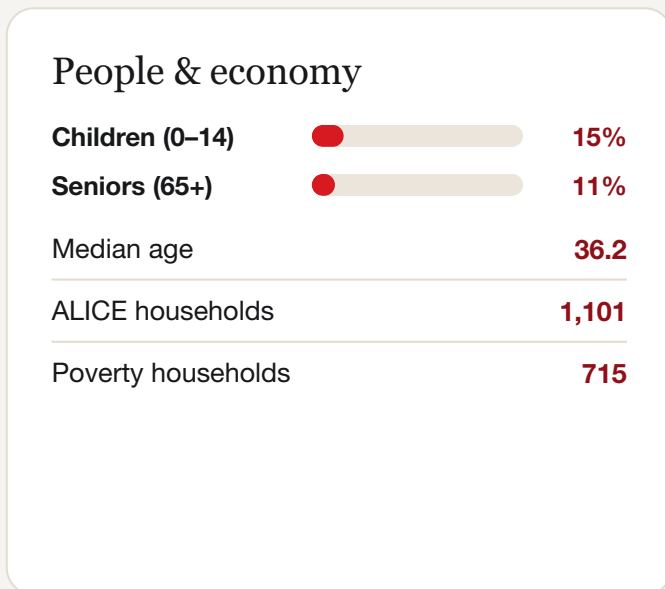 People & economy
Children (0–14) 15%
Seniors (65+) 11%
Median age 36.2
ALICE households 1,101
Poverty households 715